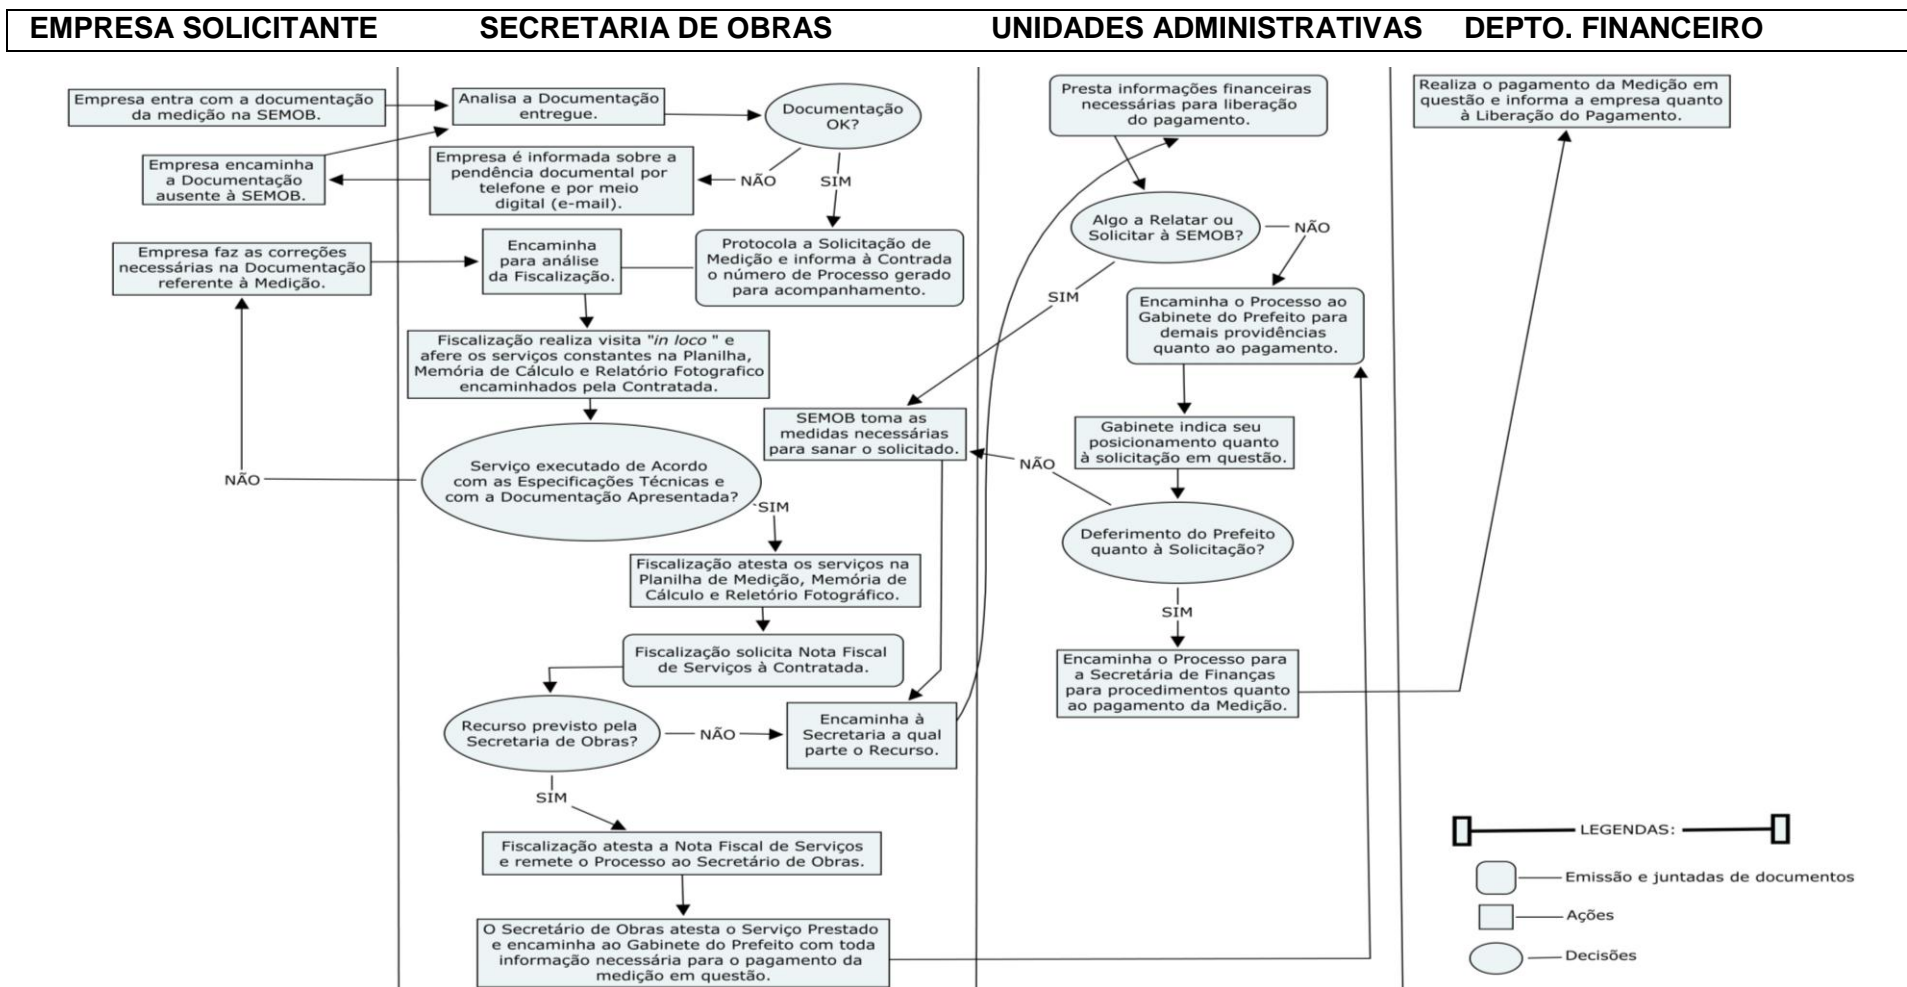 EMPRESA SOLICITANTE
SECRETARIA DE OBRAS
UNIDADES ADMINISTRATIVAS
DEPTO. FINANCEIRO
Empresa entra com a documentação
da medição na SEMOB.
Analisa a Documentação
entregue.
Documentação
OK?
Empresa encaminha
a Documentação
ausente à SEMOB.
Empresa é informada sobre a
pendência documental por
telefone e por meio
digital (e-mail).
NÃO
SIM
Empresa faz as correções
necessárias na Documentação
referente à Medição.
Encaminha
para análise
da Fiscalização.
Protocola a Solicitação de
Medição e informa à Contrada
o número de Processo gerado
para acompanhamento.
Fiscalização realiza visita "in loco " e
afere os serviços constantes na Planilha,
Memória de Cálculo e Relatório Fotografico
encaminhados pela Contratada.
SEMOB toma as
medidas necessárias
para sanar o solicitado.
NÃO
Serviço executado de Acordo
com as Especificações Técnicas e
com a Documentação Apresentada?
SIM
Fiscalização atesta os serviços na
Planilha de Medição, Memória de
Cálculo e Reletório Fotográfico.
Fiscalização solicita Nota Fiscal
de Serviços à Contratada.
Recurso previsto pela
Secretaria de Obras?
NÃO
Encaminha à
Secretaria a qual
parte o Recurso.
SIM
Fiscalização atesta a Nota Fiscal de Serviços
e remete o Processo ao Secretário de Obras.
O Secretário de Obras atesta o Serviço Prestado
e encaminha ao Gabinete do Prefeito com toda
informação necessária para o pagamento da
medição em questão.
Presta informações financeiras
necessárias para liberação
do pagamento.
Algo a Relatar ou
Solicitar à SEMOB?
NÃO
SIM
Encaminha o Processo ao
Gabinete do Prefeito para
demais providências
quanto ao pagamento.
Gabinete indica seu
posicionamento quanto
à solicitação em questão.
NÃO
Deferimento do Prefeito
quanto à Solicitação?
SIM
Encaminha o Processo para
a Secretária de Finanças
para procedimentos quanto
ao pagamento da Medição.
Realiza o pagamento da Medição em
questão e informa a empresa quanto
à Liberação do Pagamento.
LEGENDAS:
Emissão e juntadas de documentos
Ações
Decisões